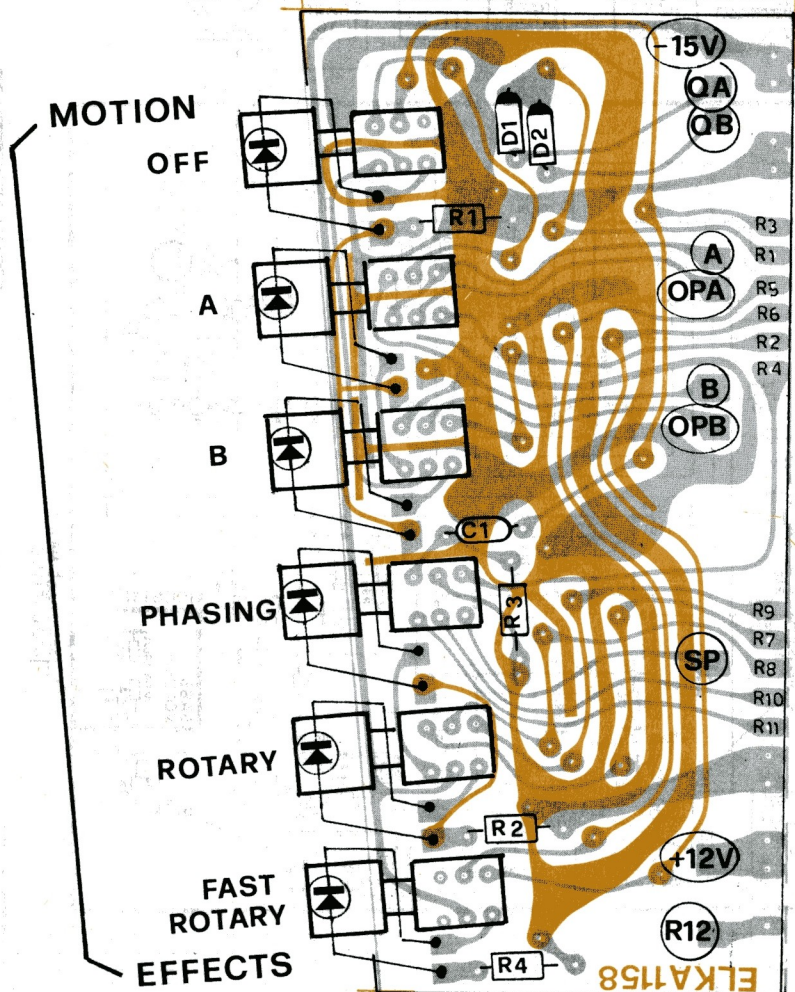 -15V
MOTION
QA
D1
D2
QB
OFF
R1
R3
A
R1
OPA
R5
A
R6
R2
R4
B
B
OPB
C1
PHASING
R3
R9
R7
SP
R8
R10
R11
ROTARY
R2
+12V
FAST
ROTARY
R12
R4
EFFECTS
ELKA1158